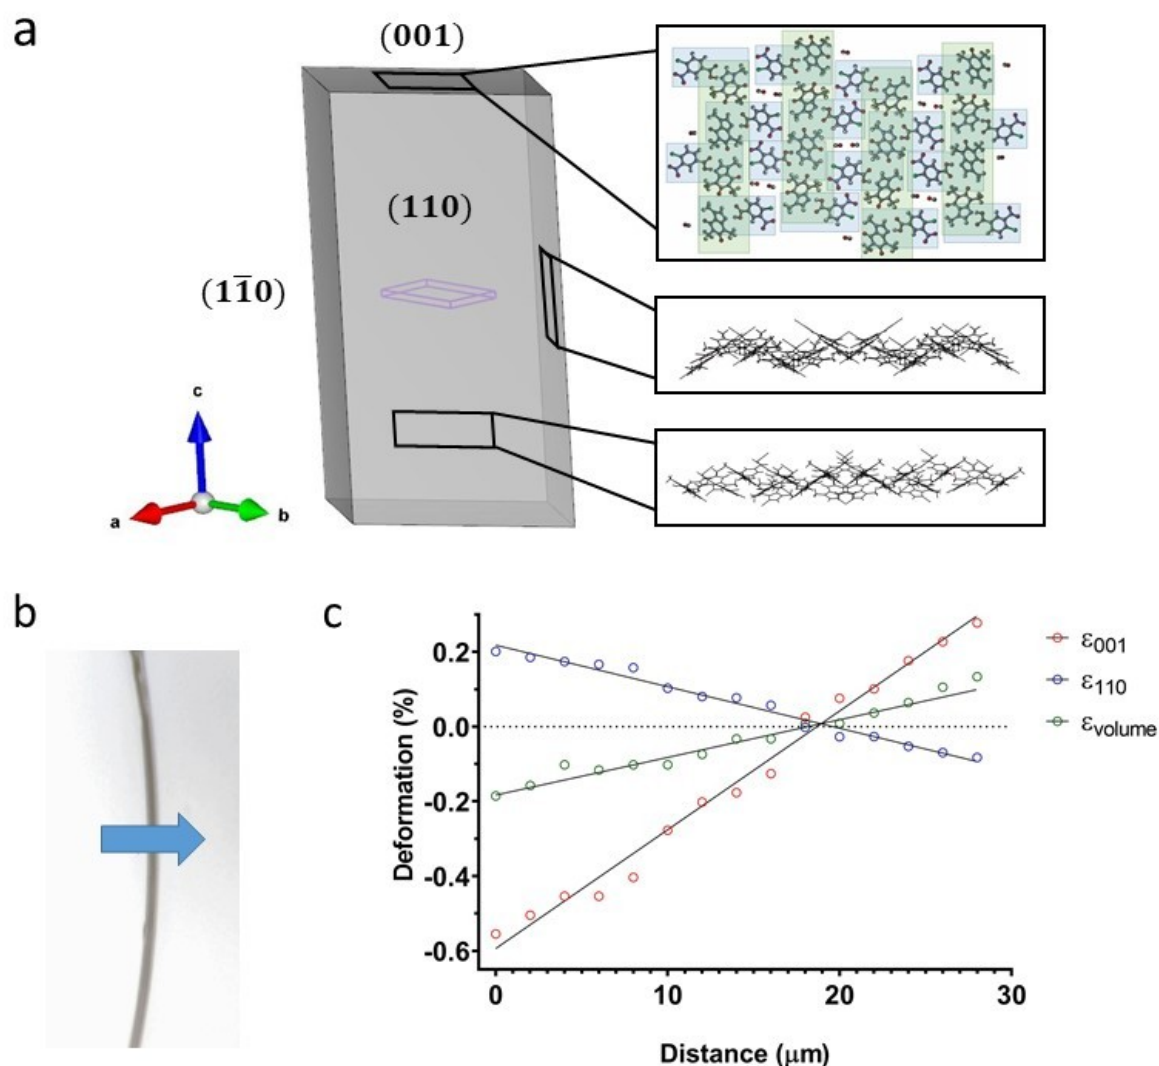 a
(001)
(110)
(11̅0)
c
a
b
b
c
ε001
ε110
εvolume
0.2
0.0
-0.2
-0.4
-0.6
Deformation (%)
0
10
20
30
Distance (μm)